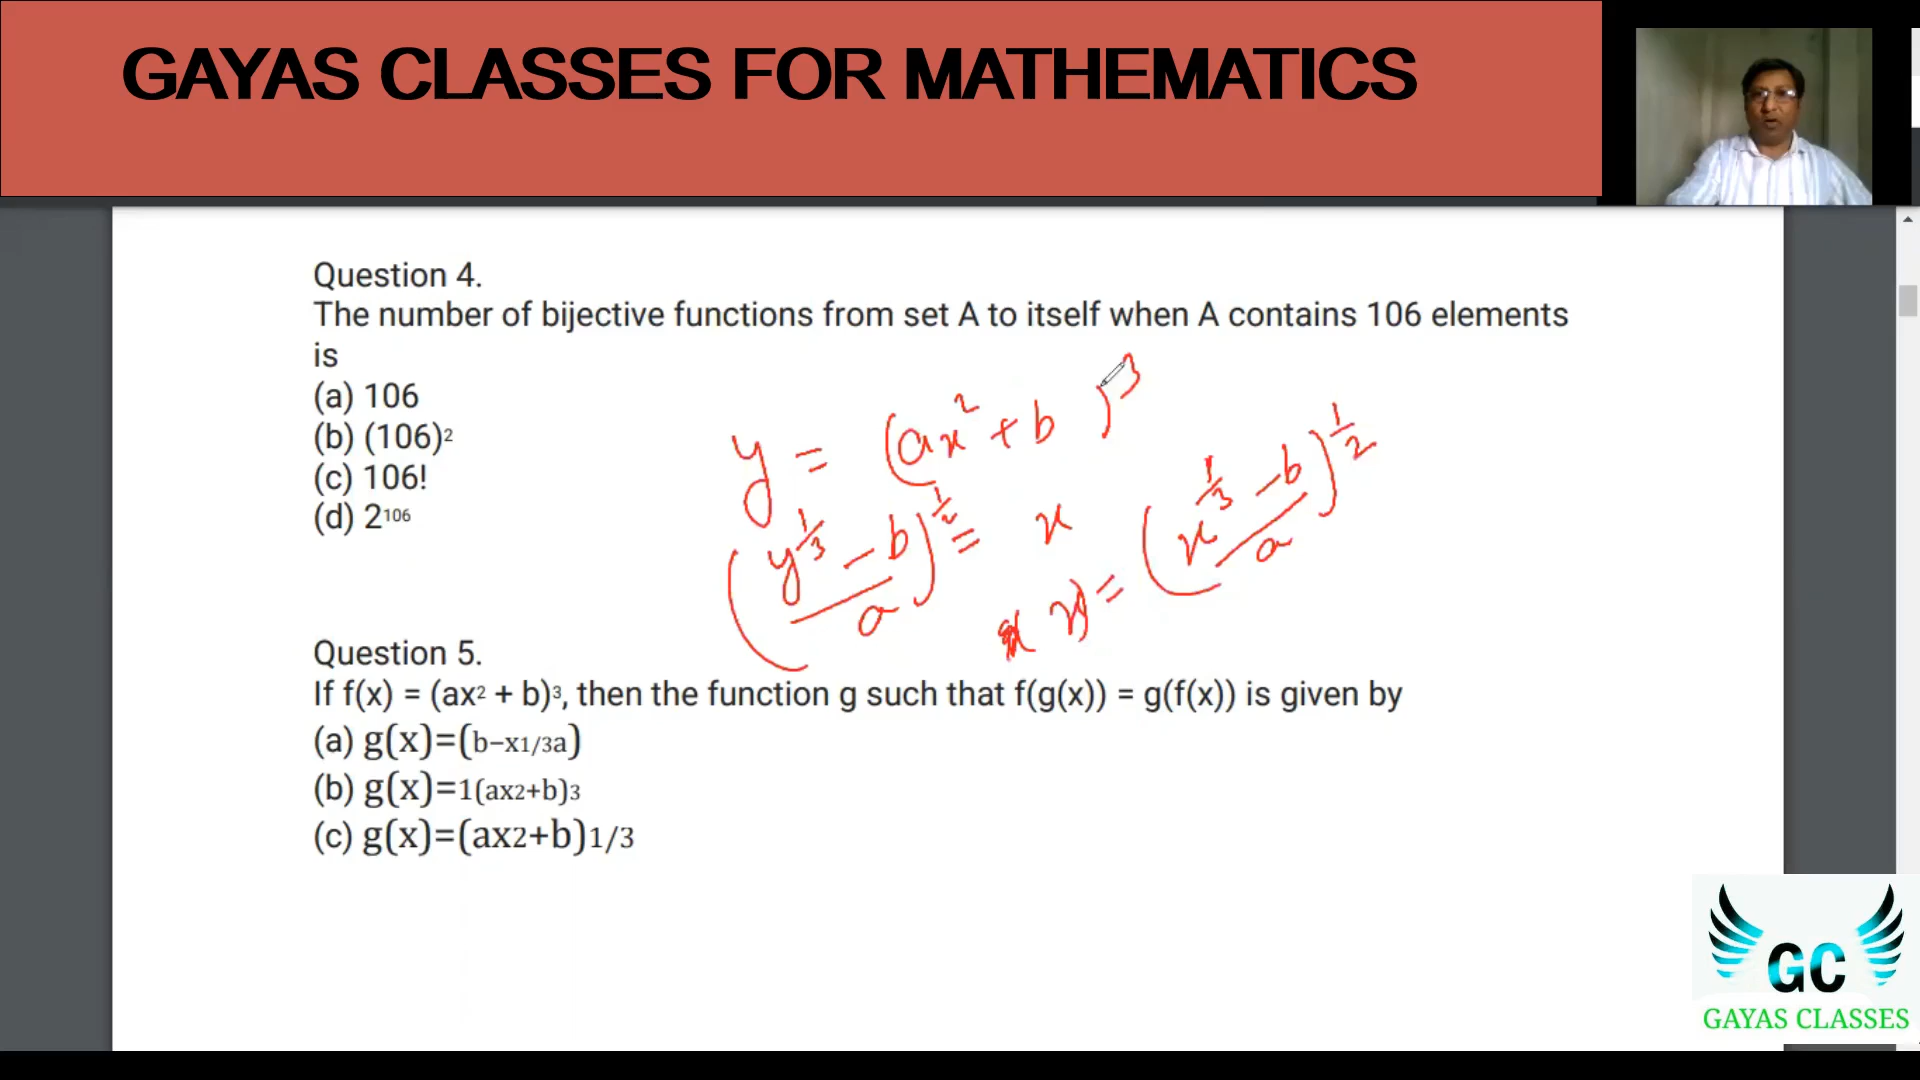 GAYAS CLASSES FOR MATHEMATICS
Question 4.
The number of bijective functions from set A to itself when A contains 106 elements
is
(a) 106
(b) (106)²
(c) 106!
(d) 2¹⁰⁶
y = (ax² + b)³
((y^{1/3} − b)/a)^{1/2} = x
y = ((x^{1/3} − b)/a)^{1/2}
Question 5.
If f(x) = (ax² + b)³, then the function g such that f(g(x)) = g(f(x)) is given by
(a) g(x)=(b−x1/3a)
(b) g(x)=1(ax2+b)3
(c) g(x)=(ax2+b)1/3
GC
GAYAS CLASSES